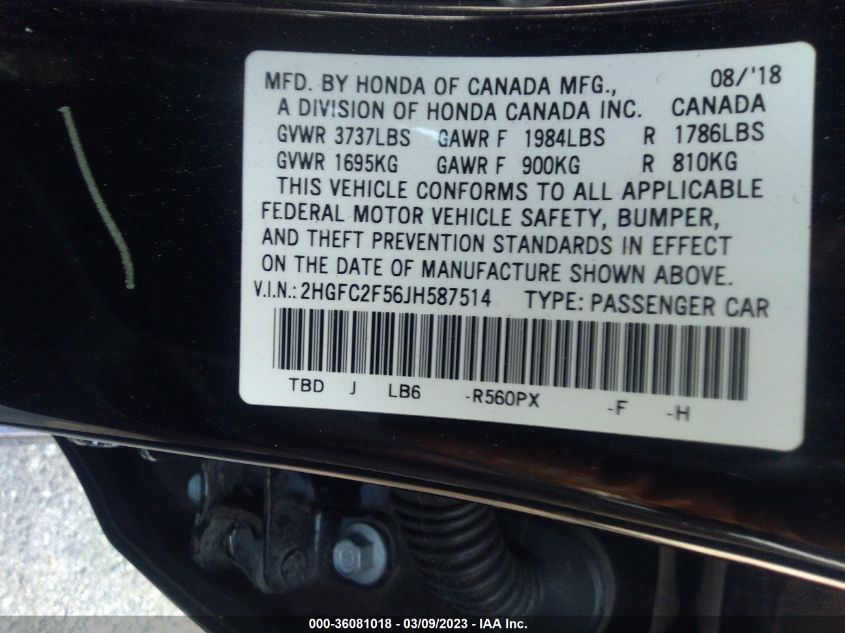 MFD. BY HONDA OF CANADA MFG., 08/'18
A DIVISION OF HONDA CANADA INC. CANADA
GVWR 3737LBS GAWR F 1984LBS R 1786LBS
GVWR 1695KG GAWR F 900KG R 810KG
THIS VEHICLE CONFORMS TO ALL APPLICABLE
FEDERAL MOTOR VEHICLE SAFETY, BUMPER,
AND THEFT PREVENTION STANDARDS IN EFFECT
ON THE DATE OF MANUFACTURE SHOWN ABOVE.
V.I.N.: 2HGFC2F56JH587514 TYPE: PASSENGER CAR
TBD J LB6 -R560PX -F -H
000-36081018 - 03/09/2023 - IAA Inc.